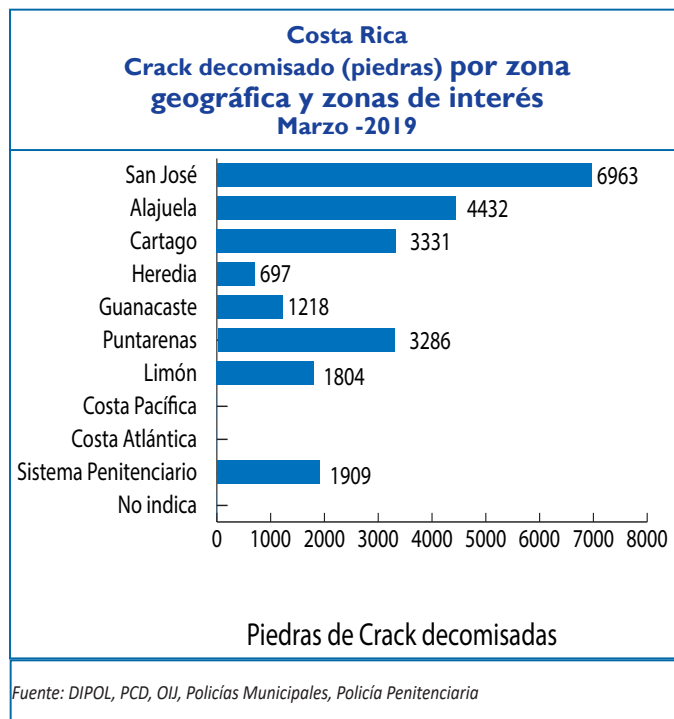 Costa Rica
Crack decomisado (piedras) por zona
geográfica y zonas de interés
Marzo -2019
San José 6963
Alajuela 4432
Cartago 3331
Heredia 697
Guanacaste 1218
Puntarenas 3286
Limón 1804
Costa Pacífica -
Costa Atlántica -
Sistema Penitenciario 1909
No indica -
0 1000 2000 3000 4000 5000 6000 7000 8000
Piedras de Crack decomisadas
Fuente: DIPOL, PCD, OIJ, Policías Municipales, Policía Penitenciaria